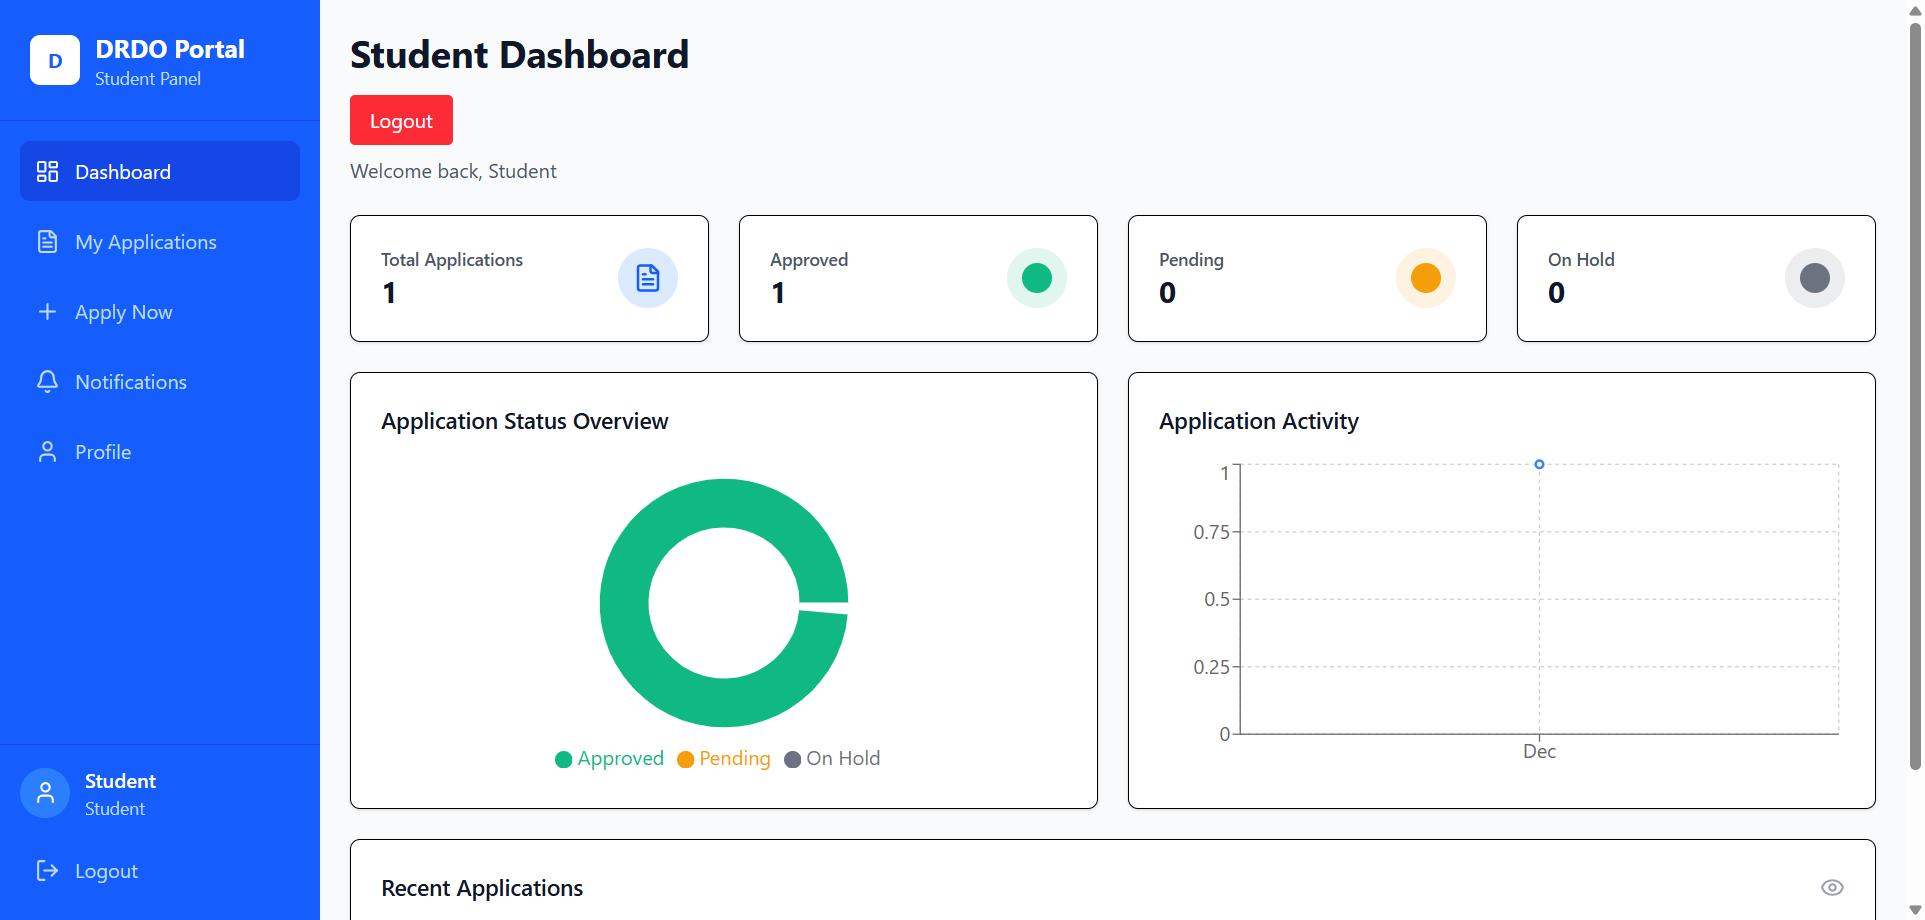 D
DRDO Portal
Student Panel
Dashboard
My Applications
Apply Now
Notifications
Profile
Student
Student
Logout
Student Dashboard
Logout
Welcome back, Student
Total Applications
1
Approved
1
Pending
0
On Hold
0
Application Status Overview
Approved Pending On Hold
Application Activity
1
0.75
0.5
0.25
0
Dec
Recent Applications